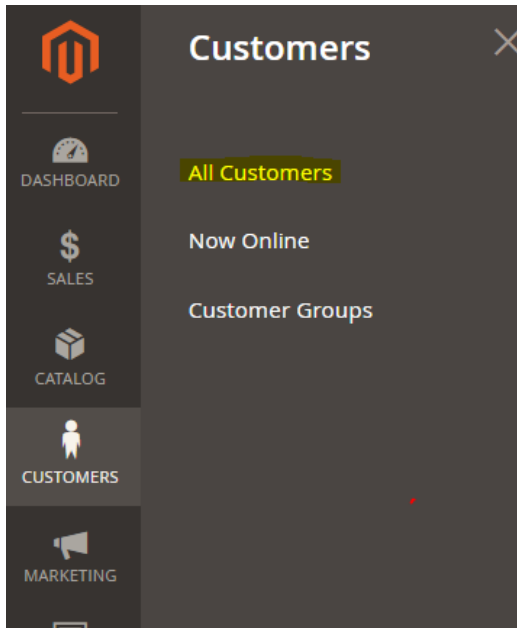 Customers
All Customers
Now Online
Customer Groups
DASHBOARD
$
SALES
CATALOG
CUSTOMERS
MARKETING